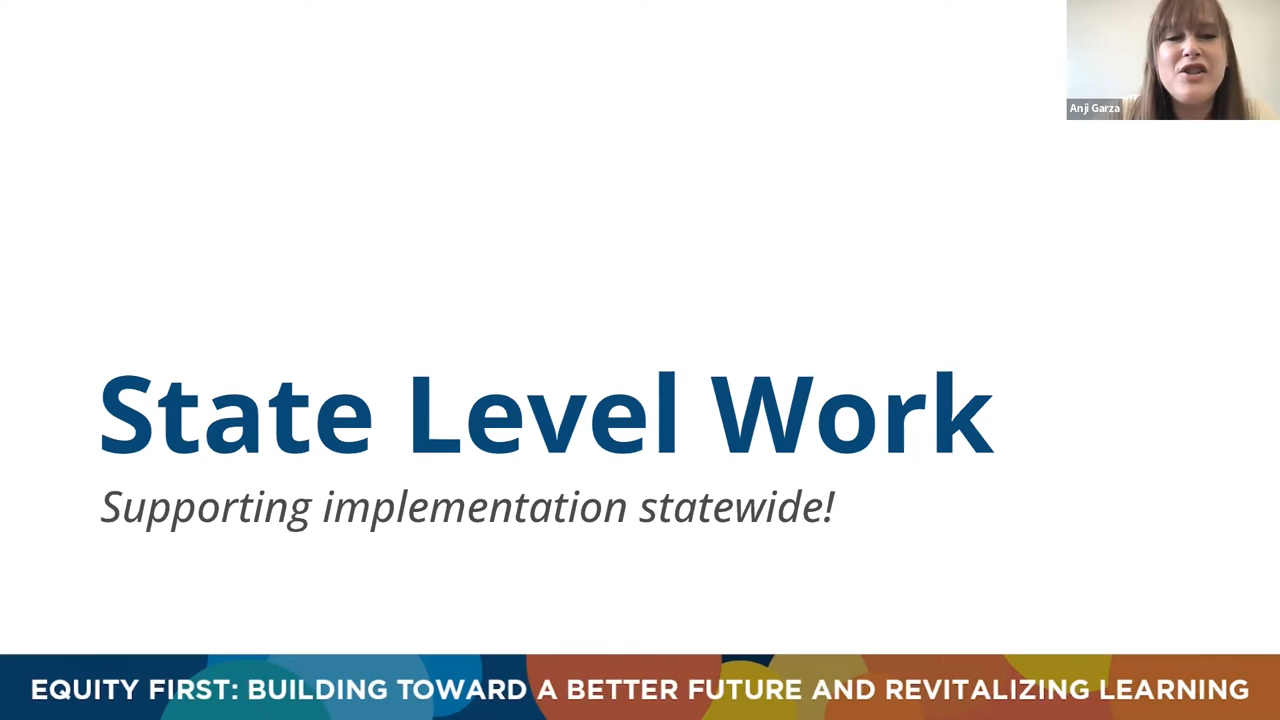 Anji Garza
State Level Work
Supporting implementation statewide!
EQUITY FIRST: BUILDING TOWARD A BETTER FUTURE AND REVITALIZING LEARNING